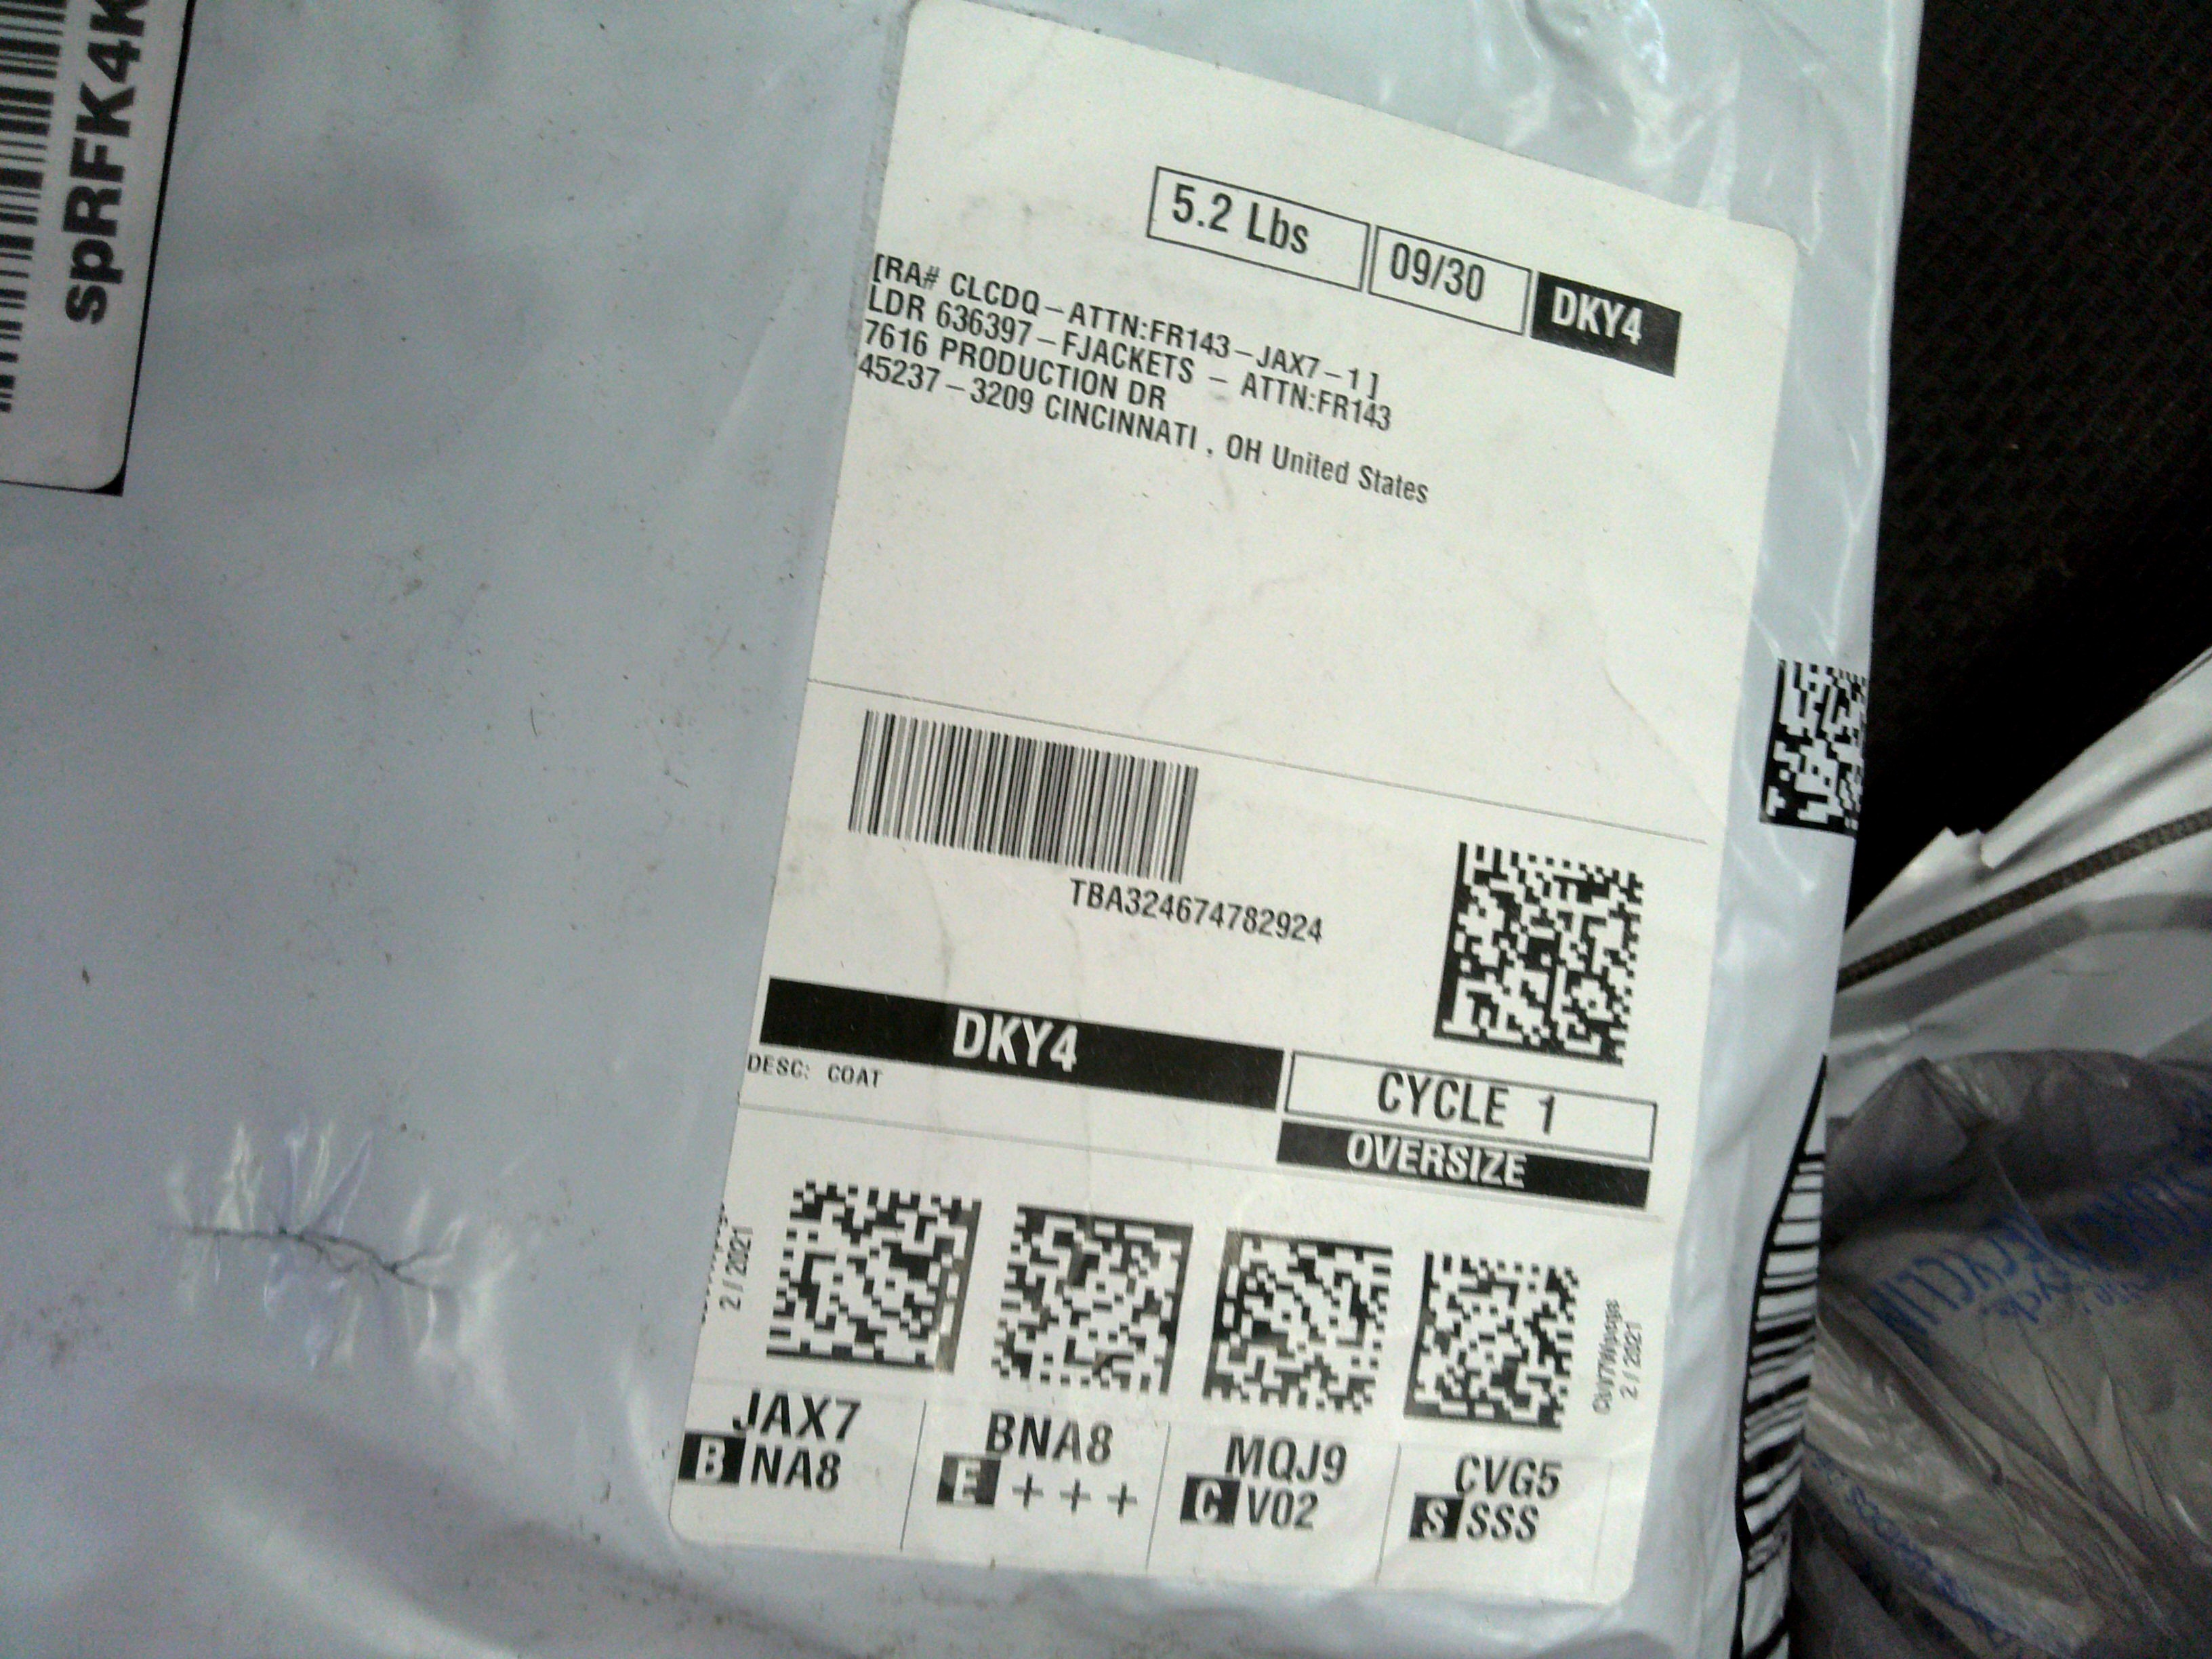 spRFK4K
5.2 Lbs
09/30
DKY4
[RA# CLCDQ-ATTN:FR143-JAX7-1]
LDR 636397-FJACKETS - ATTN:FR143
7616 PRODUCTION DR
45237-3209 CINCINNATI , OH United States
TBA324674782924
DKY4
DESC: COAT
CYCLE 1
OVERSIZE
2/2021
2/2021
JAX7
B NA8
BNA8
E +++
MQJ9
C V02
CVG5
S SSS